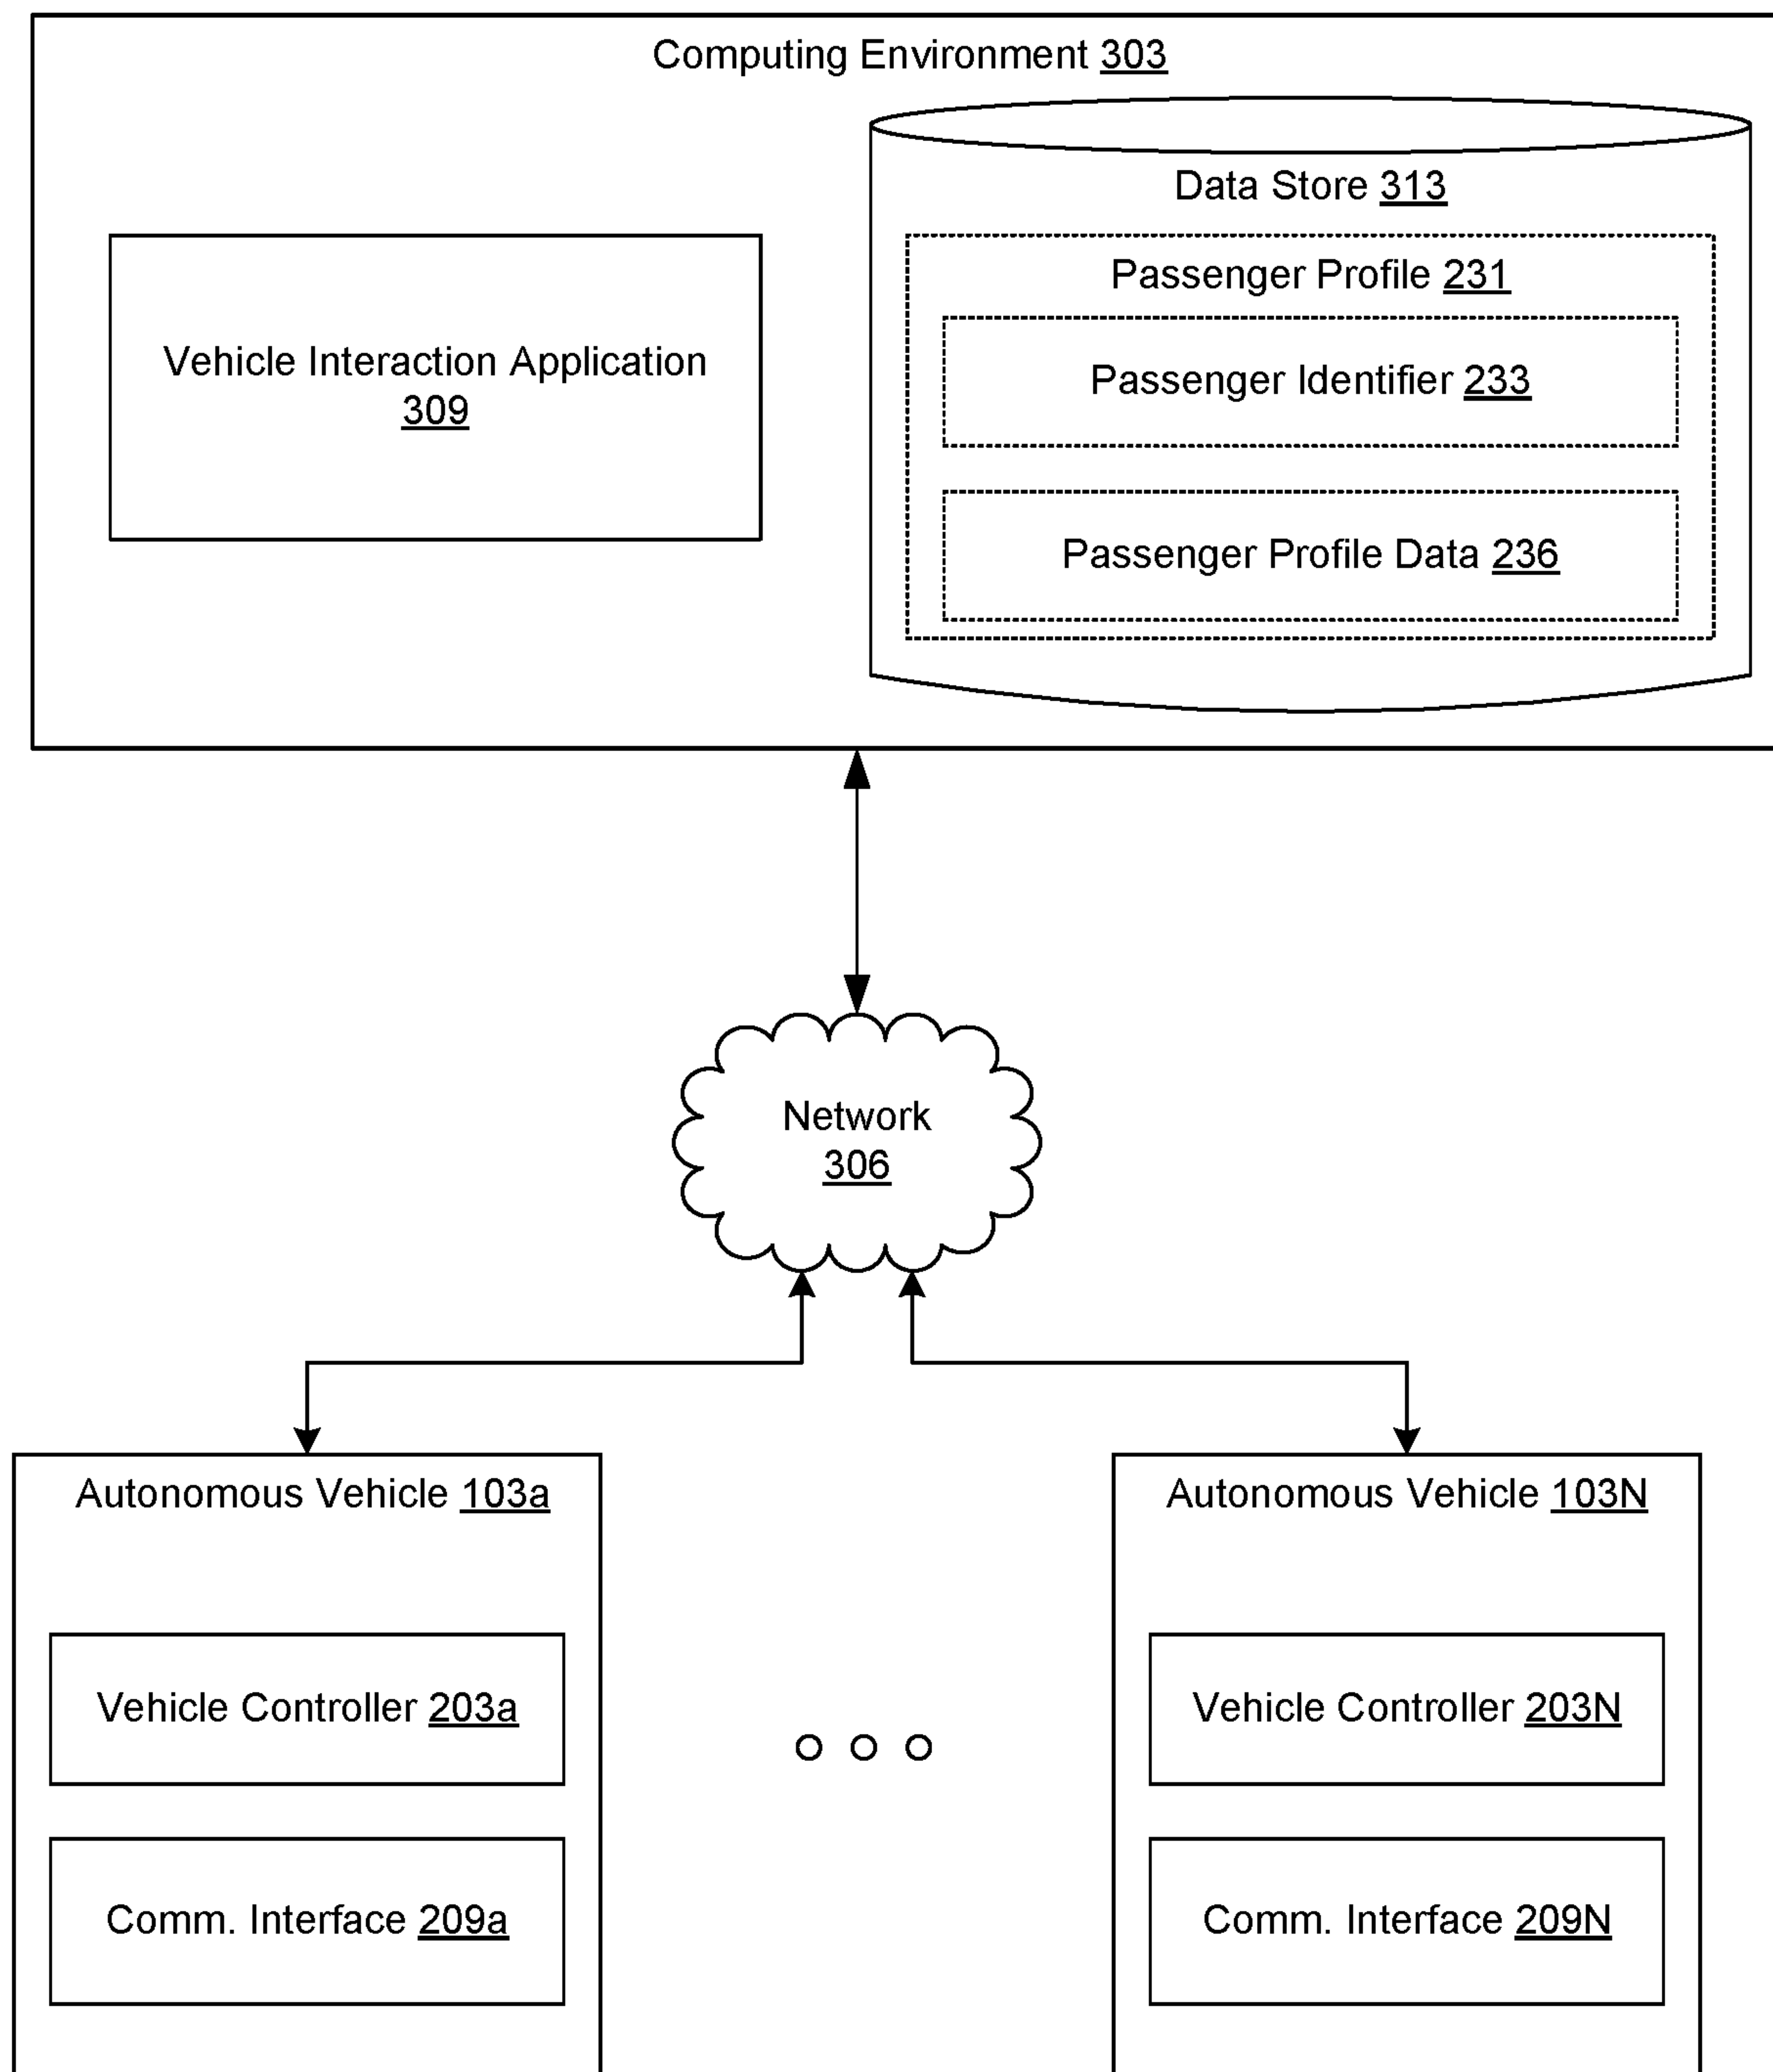 Computing Environment 303
Data Store 313
Vehicle Interaction Application
309
Passenger Profile 231
Passenger Identifier 233
Passenger Profile Data 236
Network
306
Autonomous Vehicle 103a
Vehicle Controller 203a
Comm. Interface 209a
Autonomous Vehicle 103N
Vehicle Controller 203N
Comm. Interface 209N